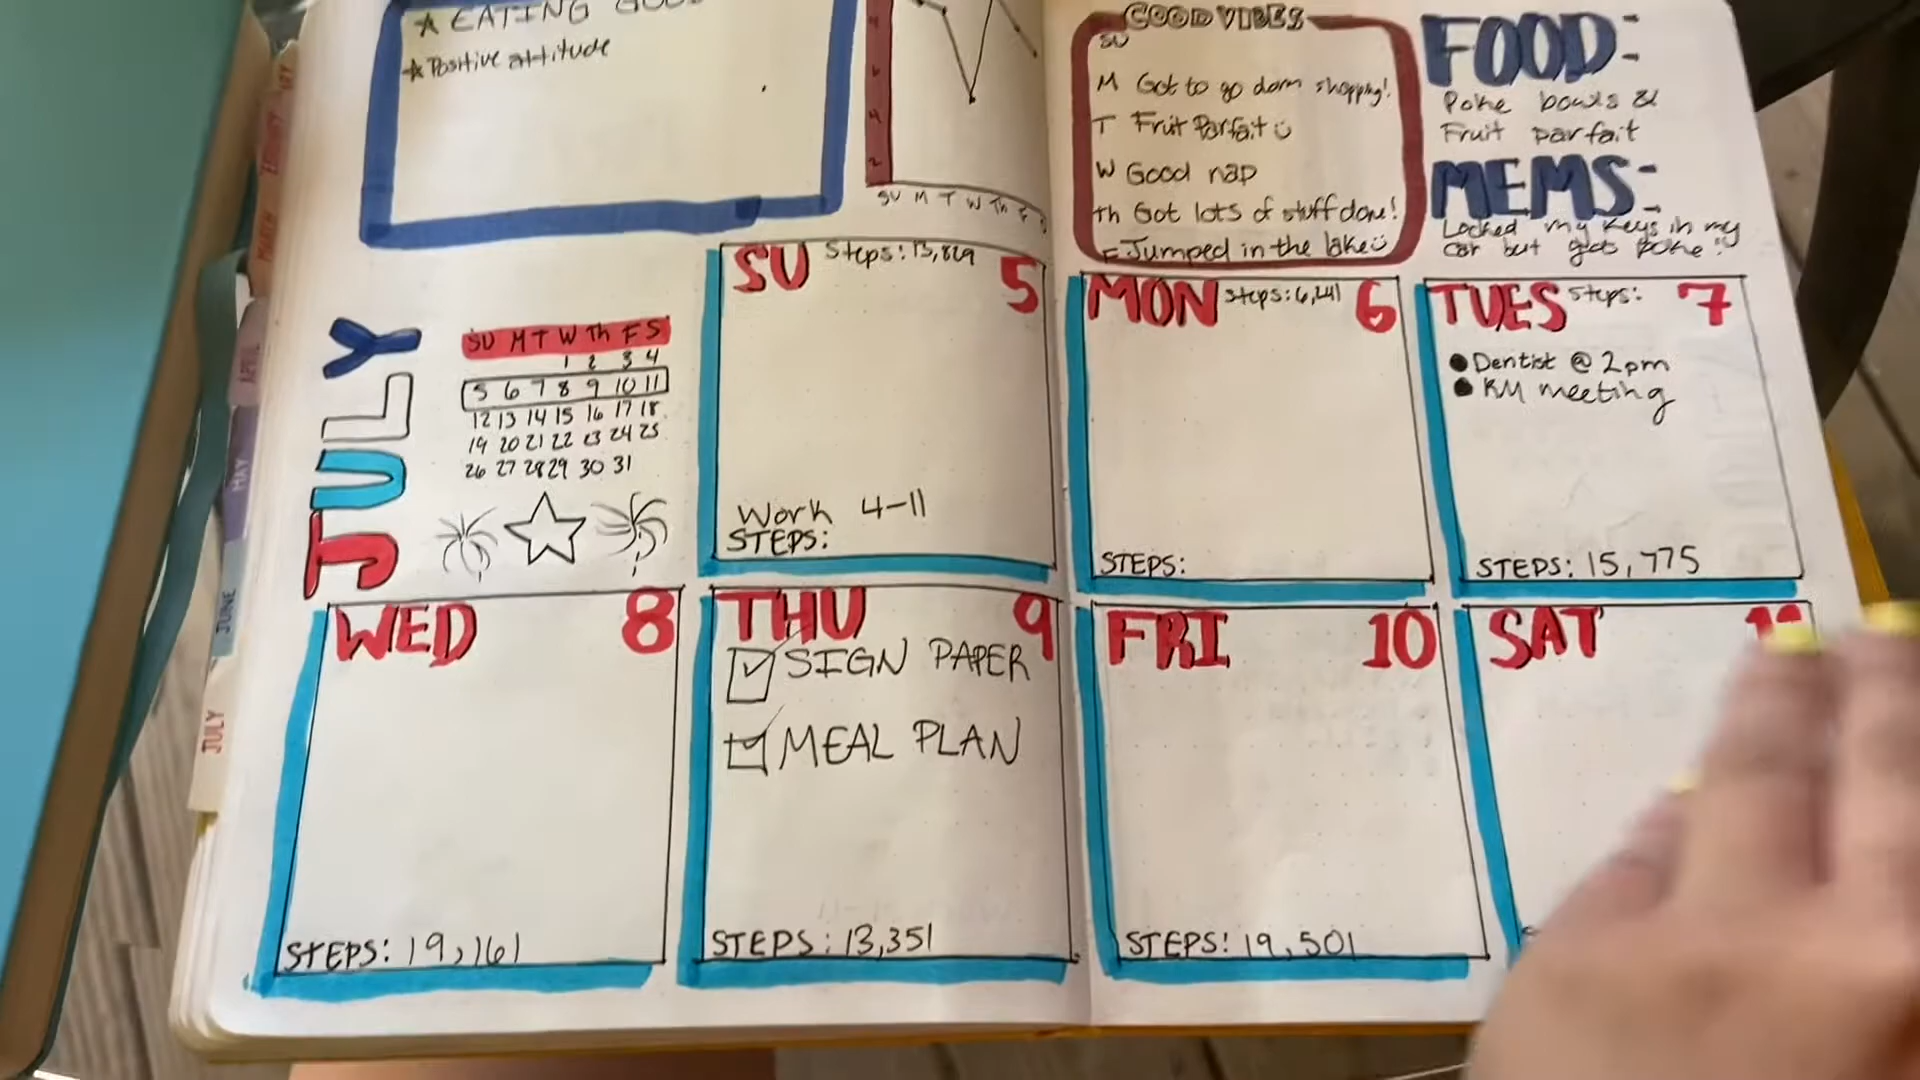 ★ EATING GOOD
★ Positive attitude
4
2
SU M T W Th F S
GOOD VIBES
SU
M Got to go dorm shopping!
T Fruit Parfait
W Good nap
Th Got lots of stuff done!
F Jumped in the lake
FOOD:
Poke bowls &
Fruit parfait
MEMS:
Locked my keys in my
car but got poke!
JULY
SU M T W Th F S
1 2 3 4
5 6 7 8 9 10 11
12 13 14 15 16 17 18
19 20 21 22 23 24 25
26 27 28 29 30 31
SU Steps: 13,829 5
Work 4-11
STEPS:
MON Steps: 6,241 6
STEPS:
TUES Steps: 7
Dentist @ 2pm
RM meeting
STEPS: 15,775
WED 8
STEPS: 19,161
THU 9
SIGN PAPER
MEAL PLAN
STEPS: 13,351
FRI 10
STEPS: 19,501
SAT
MARCH
APRIL
MAY
JUNE
JULY